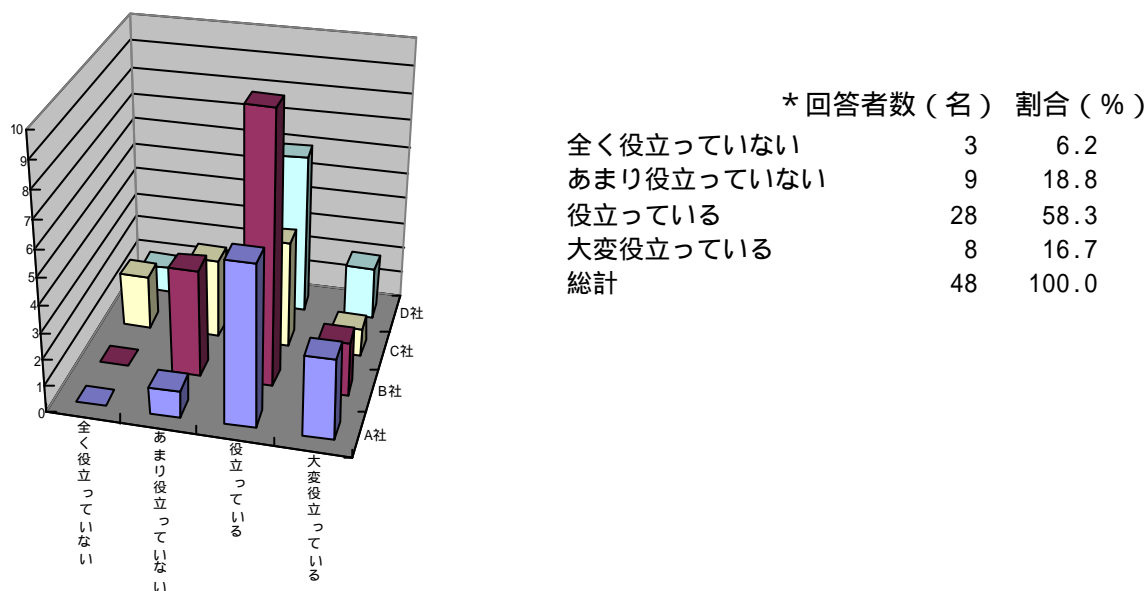 10
9
8
7
6
5
4
3
2
1
0
全く役立っていない
あまり役立っていない
役立っている
大変役立っている
A社
B社
C社
D社
*回答者数(名) 割合(%)
全く役立っていない 3 6.2
あまり役立っていない 9 18.8
役立っている 28 58.3
大変役立っている 8 16.7
総計 48 100.0